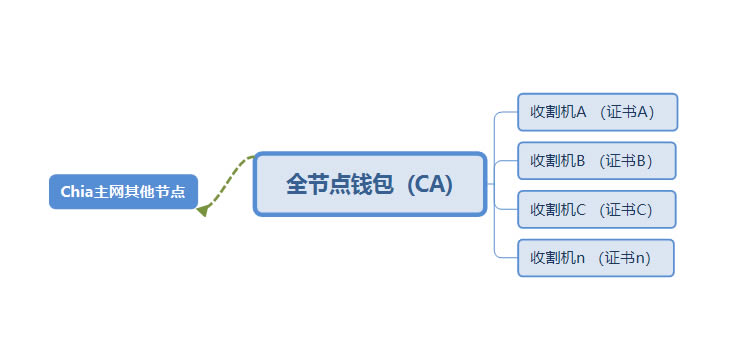 Chia主网其他节点
全节点钱包（CA）
收割机A （证书A）
收割机B （证书B）
收割机C （证书C）
收割机n （证书n）